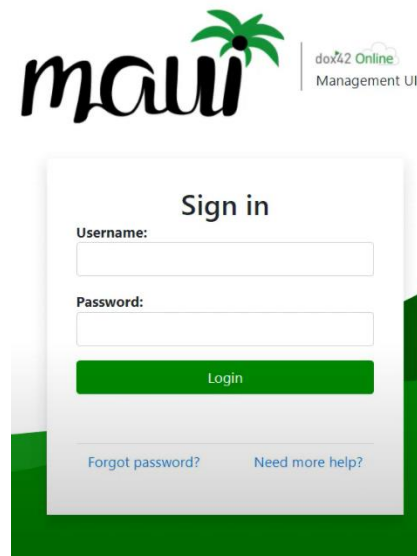 maui
dox42 Online
Management UI
Sign in
Username:
Password:
Login
Forgot password? Need more help?